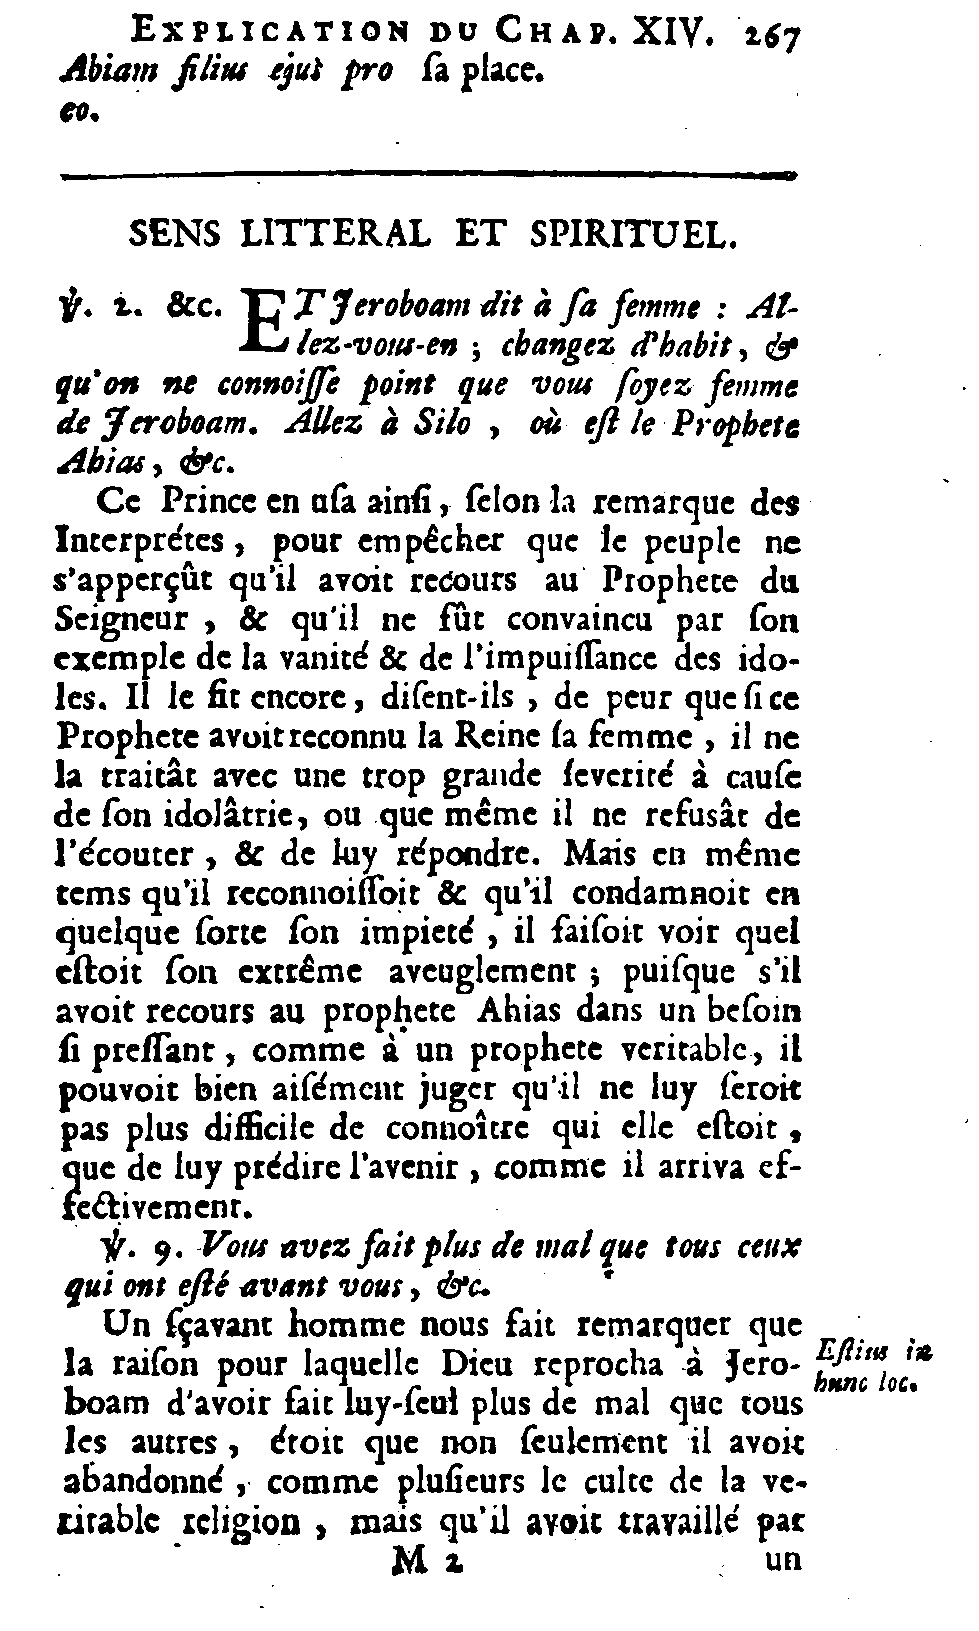 EXPLICATION DU CHAP. XIV. 267
Abiam filius ejus pro ſa place.
eo.
SENS LITTERAL ET SPIRITUEL.
℣. 2. &c. ET Jeroboam dit à ſa femme : Al-
lez-vous-en ; changez d'habit, &
qu'on ne connoiſſe point que vous ſoyez femme
de Jeroboam. Allez à Silo , où eſt le Prophete
Ahias, &c.
Ce Prince en uſa ainſi, ſelon la remarque des
Interprétes , pour empêcher que le peuple ne
s'apperçût qu'il avoit recours au Prophete du
Seigneur , & qu'il ne fût convaincu par ſon
exemple de la vanité & de l'impuiſſance des ido-
les. Il le fit encore, diſent-ils , de peur que ſi ce
Prophete avoit reconnu la Reine ſa femme , il ne
la traitât avec une trop grande ſeverité à cauſe
de ſon idolâtrie, ou que même il ne refusât de
l'écouter , & de luy répondre. Mais en même
tems qu'il reconnoiſſoit & qu'il condamnoit en
quelque ſorte ſon impieté , il faiſoit voir quel
eſtoit ſon extrême aveuglement ; puiſque s'il
avoit recours au prophete Ahias dans un beſoin
ſi preſſant , comme à un prophete veritable, il
pouvoit bien aiſément juger qu'il ne luy ſeroit
pas plus difficile de connoître qui elle eſtoit ,
que de luy prédire l'avenir , comme il arriva ef-
fectivement.
℣. 9. Vous avez fait plus de mal que tous ceux
qui ont eſté avant vous, &c.
Un ſçavant homme nous fait remarquer que
la raiſon pour laquelle Dieu reprocha à Jero-
boam d'avoir fait luy-ſeul plus de mal que tous
les autres , étoit que non ſeulement il avoit
abandonné , comme pluſieurs le culte de la ve-
ritable religion , mais qu'il avoit travaillé par
Eſtius in
hunc loc.
M 2 un